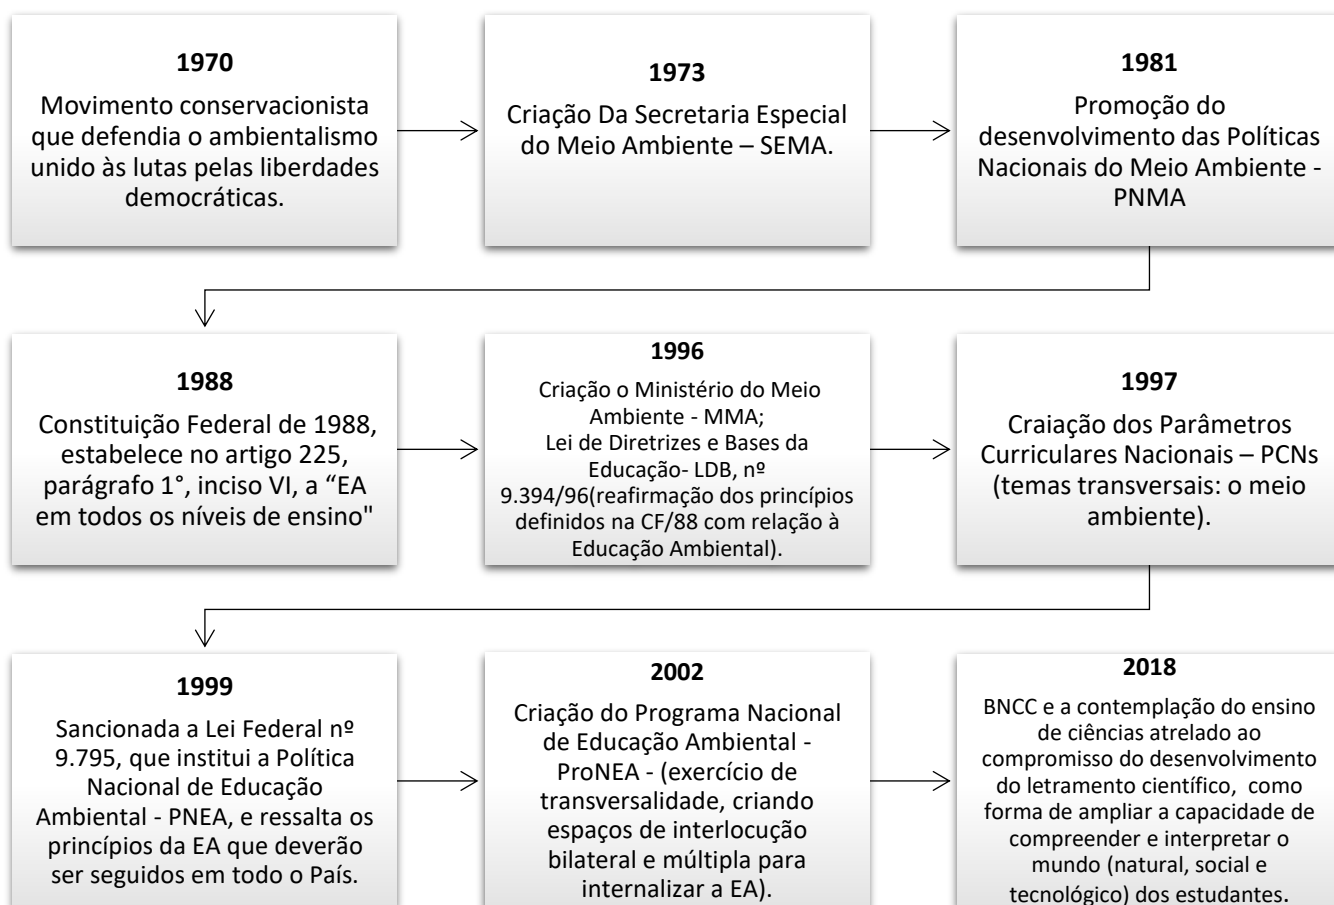 1970
Movimento conservacionista
que defendia o ambientalismo
unido às lutas pelas liberdades
democráticas.
1973
Criação Da Secretaria Especial
do Meio Ambiente – SEMA.
1981
Promoção do
desenvolvimento das Políticas
Nacionais do Meio Ambiente -
PNMA
1988
Constituição Federal de 1988,
estabelece no artigo 225,
parágrafo 1°, inciso VI, a “EA
em todos os níveis de ensino"
1996
Criação o Ministério do Meio
Ambiente - MMA;
Lei de Diretrizes e Bases da
Educação- LDB, nº
9.394/96(reafirmação dos princípios
definidos na CF/88 com relação à
Educação Ambiental).
1997
Craiação dos Parâmetros
Curriculares Nacionais – PCNs
(temas transversais: o meio
ambiente).
1999
Sancionada a Lei Federal nº
9.795, que institui a Política
Nacional de Educação
Ambiental - PNEA, e ressalta os
princípios da EA que deverão
ser seguidos em todo o País.
2002
Criação do Programa Nacional
de Educação Ambiental -
ProNEA - (exercício de
transversalidade, criando
espaços de interlocução
bilateral e múltipla para
internalizar a EA).
2018
BNCC e a contemplação do ensino
de ciências atrelado ao
compromisso do desenvolvimento
do letramento científico, como
forma de ampliar a capacidade de
compreender e interpretar o
mundo (natural, social e
tecnológico) dos estudantes.